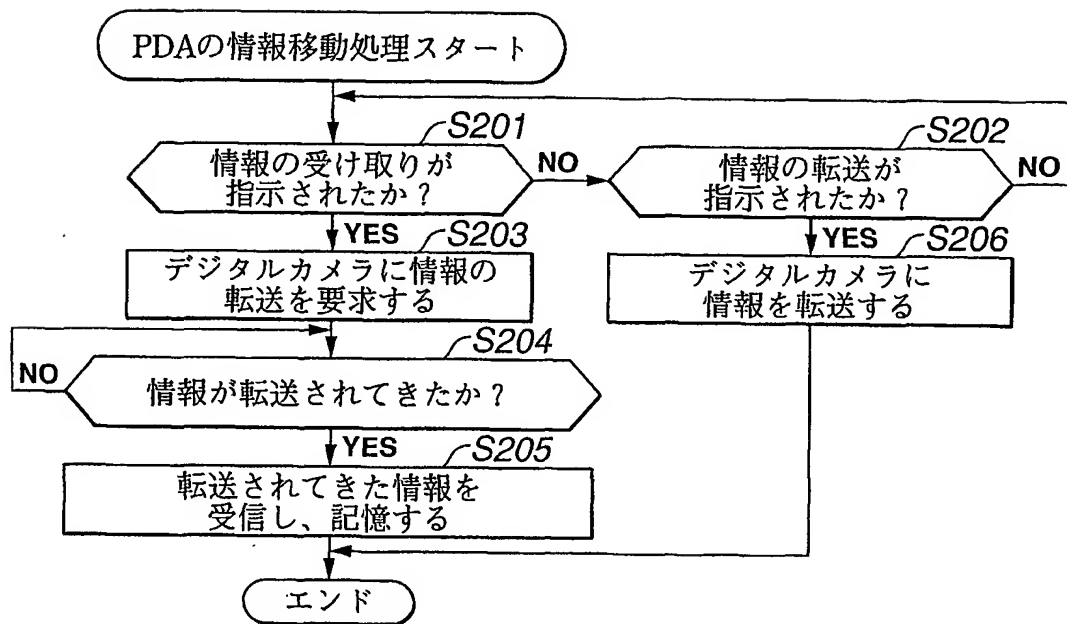 PDAの情報移動処理スタート
S201
情報の受け取りが
指示されたか？
NO
S202
情報の転送が
指示されたか？
NO
YES
S203
デジタルカメラに情報の
転送を要求する
YES
S206
デジタルカメラに
情報を転送する
S204
情報が転送されてきたか？
NO
YES
S205
転送されてきた情報を
受信し、記憶する
エンド